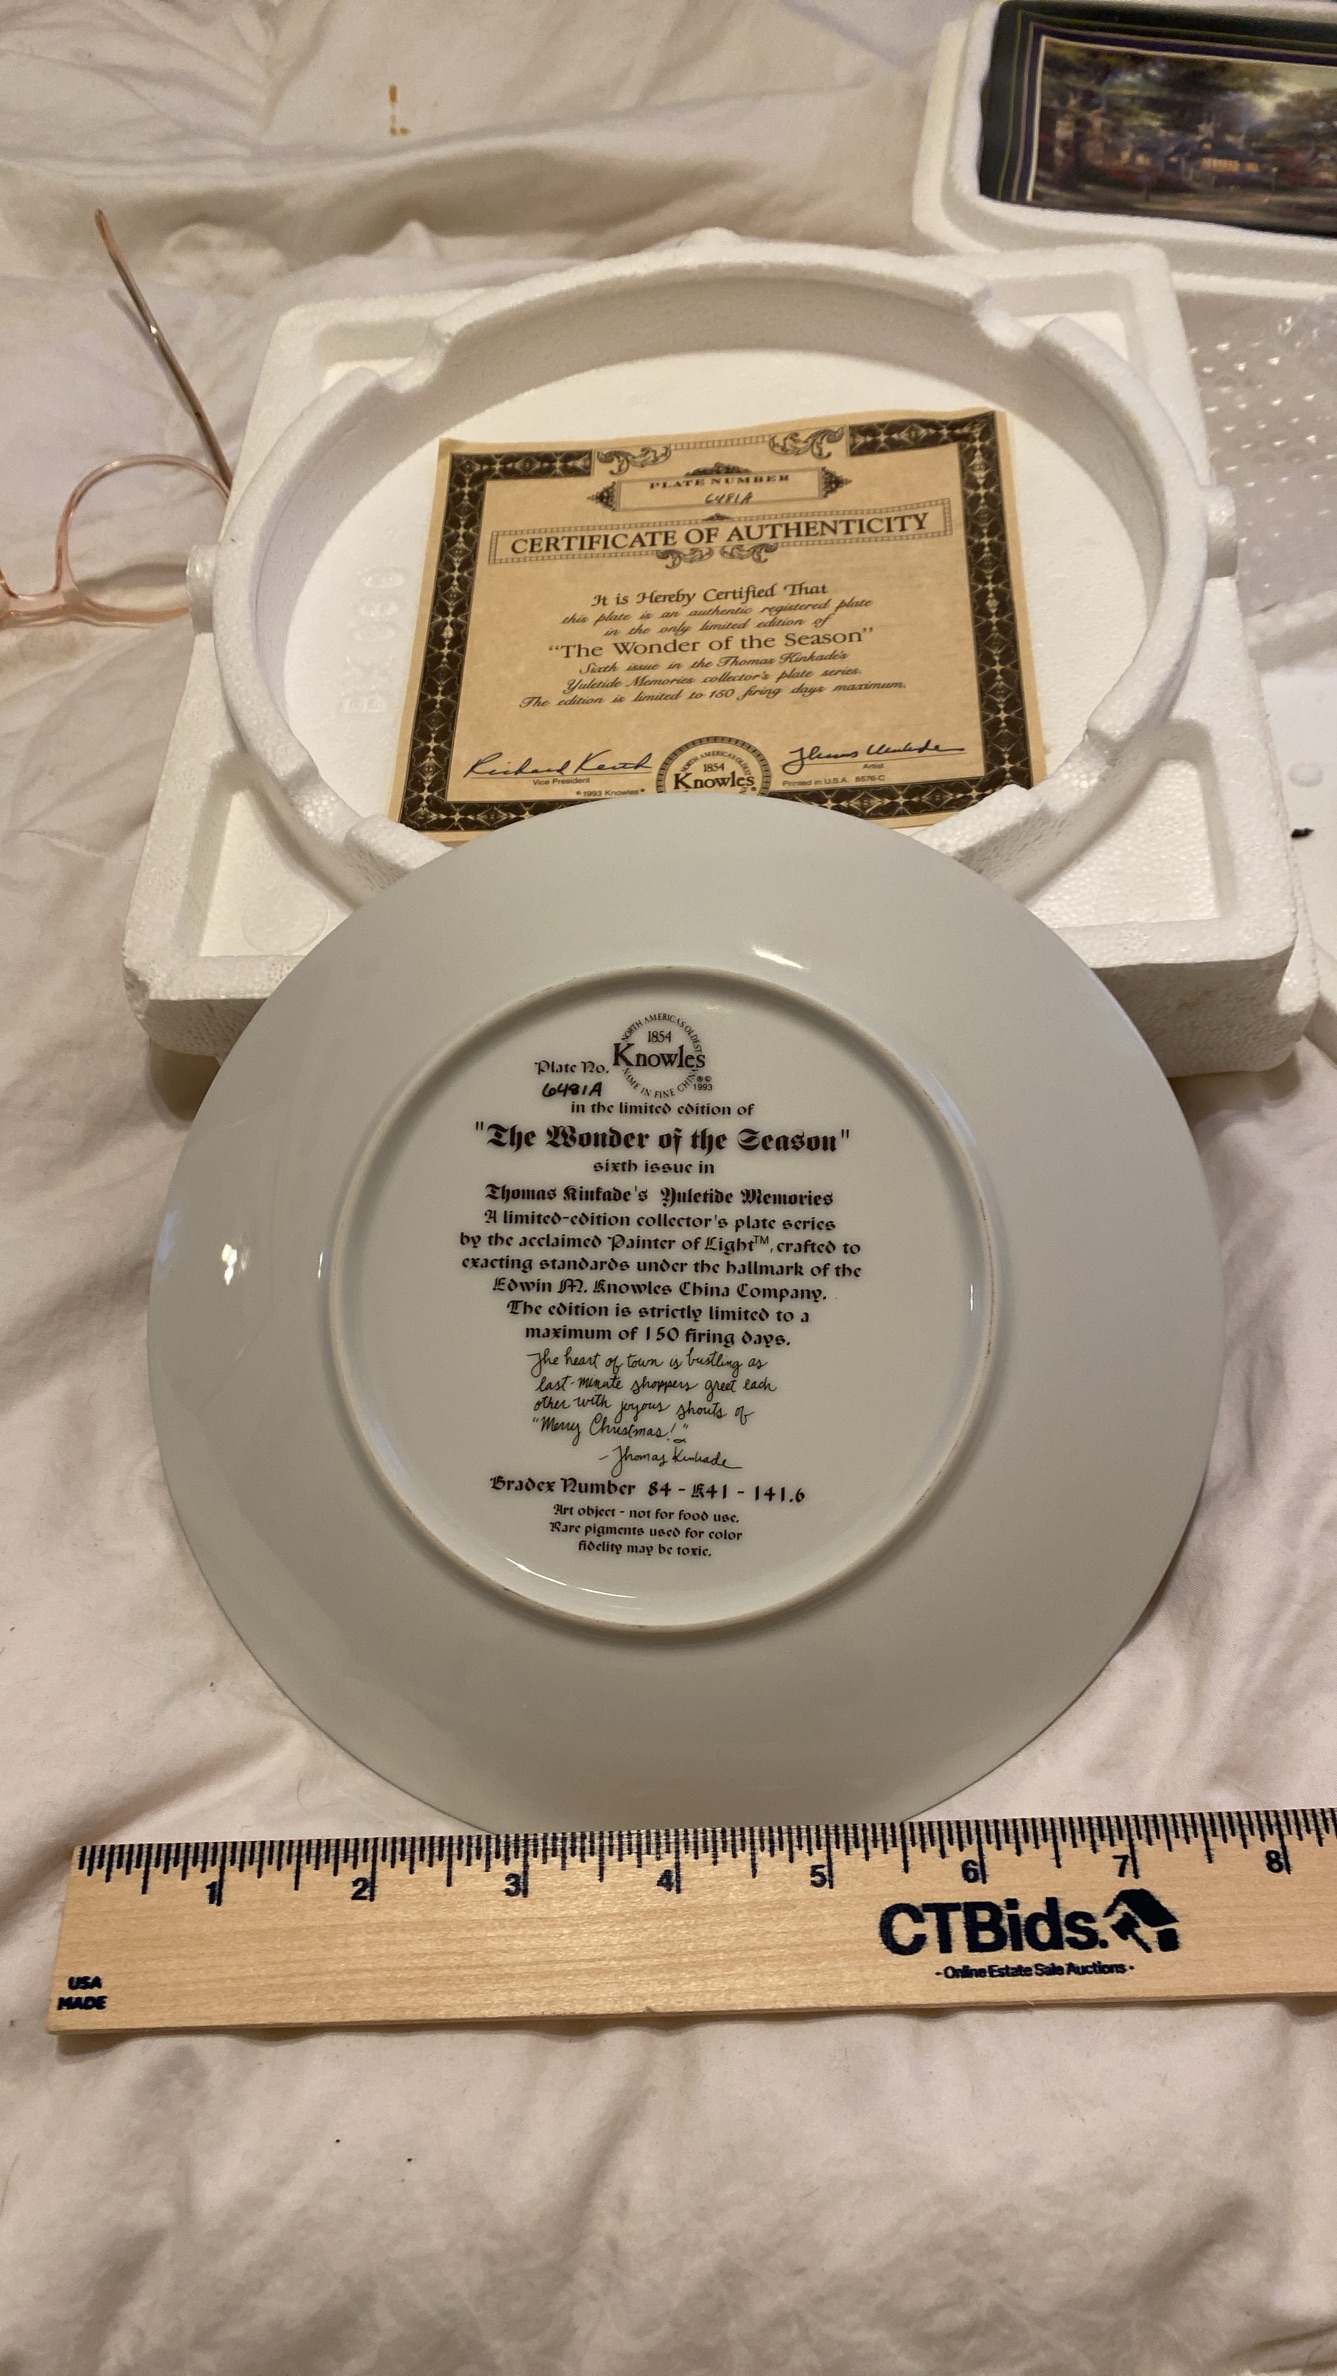 PLATE NUMBER
6481A
CERTIFICATE OF AUTHENTICITY
It is Hereby Certified That
this plate is an authentic registered plate
in the only limited edition of
"The Wonder of the Season"
Sixth issue in the Thomas Kinkade's
Yuletide Memories collector's plate series.
The edition is limited to 150 firing days maximum.
Richard Keith
Vice President
© 1993 Knowles®
NORTH AMERICA'S OLDEST
1854
Knowles
Thomas Kinkade
Artist
Printed in U.S.A. 8576-C
NORTH AMERICA'S OLDEST
1854
Knowles
NAME IN FINE CHINA
®©
1993
Plate No.
6481A
in the limited edition of
"The Wonder of the Season"
sixth issue in
Thomas Kinkade's Yuletide Memories
A limited-edition collector's plate series
by the acclaimed Painter of Light™, crafted to
exacting standards under the hallmark of the
Edwin M. Knowles China Company.
The edition is strictly limited to a
maximum of 150 firing days.
The heart of town is bustling as
last-minute shoppers greet each
other with joyous shouts of
"Merry Christmas!"
- Thomas Kinkade
Bradex Number 84 - K41 - 141.6
Art object - not for food use.
Rare pigments used for color
fidelity may be toxic.
1 2 3 4 5 6 7 8
CTBids.
- Online Estate Sale Auctions -
USA
MADE